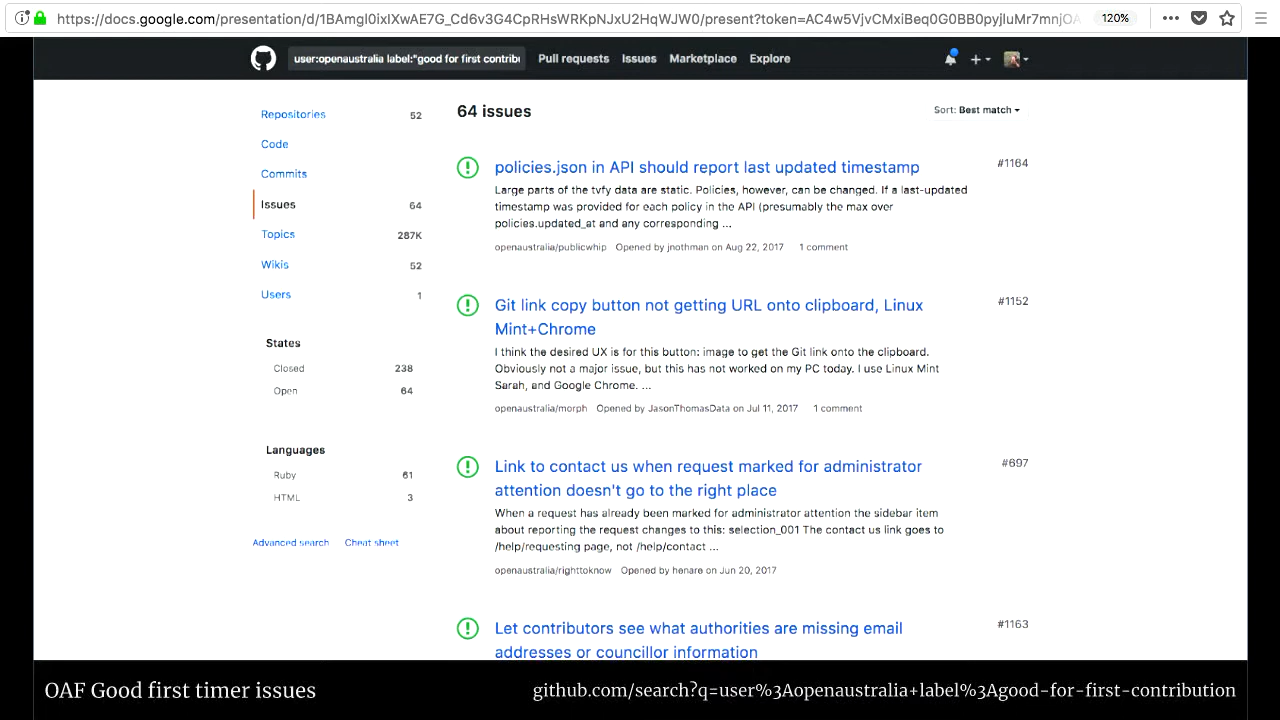 https://docs.google.com/presentation/d/1BAmgI0ixIXwAE7G_Cd6v3G4CpRHsWRKpNJxU2HqWJW0/present?token=AC4w5VjvCMxiBeq0G0BB0pyjluMr7mnjOA
120%
user:openaustralia label:"good for first contribu
Pull requests
Issues
Marketplace
Explore
Repositories 52
Code
Commits
Issues 64
Topics 287K
Wikis 52
Users 1
States
Closed 238
Open 64
Languages
Ruby 61
HTML 3
Advanced search
Cheat sheet
64 issues
Sort: Best match
policies.json in API should report last updated timestamp
#1164
Large parts of the tvfy data are static. Policies, however, can be changed. If a last-updated
timestamp was provided for each policy in the API (presumably the max over
policies.updated_at and any corresponding ...
openaustralia/publicwhip Opened by jnothman on Aug 22, 2017 1 comment
Git link copy button not getting URL onto clipboard, Linux
Mint+Chrome
#1152
I think the desired UX is for this button: image to get the Git link onto the clipboard.
Obviously not a major issue, but this has not worked on my PC today. I use Linux Mint
Sarah, and Google Chrome. ...
openaustralia/morph Opened by JasonThomasData on Jul 11, 2017 1 comment
Link to contact us when request marked for administrator
attention doesn't go to the right place
#697
When a request has already been marked for administrator attention the sidebar item
about reporting the request changes to this: selection_001 The contact us link goes to
/help/requesting page, not /help/contact ...
openaustralia/righttoknow Opened by henare on Jun 20, 2017
Let contributors see what authorities are missing email
addresses or councillor information
#1163
OAF Good first timer issues
github.com/search?q=user%3Aopenaustralia+label%3Agood-for-first-contribution